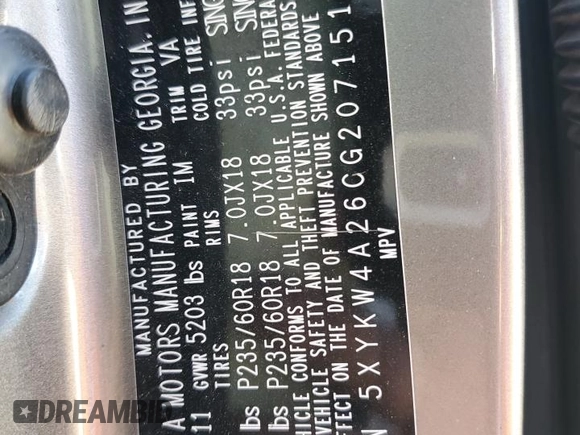 MANUFACTURED BY
A MOTORS MANUFACTURING GEORGIA. IN
11 GVWR 5203 lbs PAINT 1M TRIM VA
TIRES RIMS COLD TIRE INF
lbs P235/60R18 7.0JX18 33psi SING
lbs P235/60R18 7.0JX18 33psi SING
HICLE CONFORMS TO ALL APPLICABLE U.S.A. FEDERA
VEHICLE SAFETY AND THEFT PREVENTION STANDARDS
EFFECT ON THE DATE OF MANUFACTURE SHOWN ABOVE
N 5XYKW4A26CG207151
MPV
DREAMBID